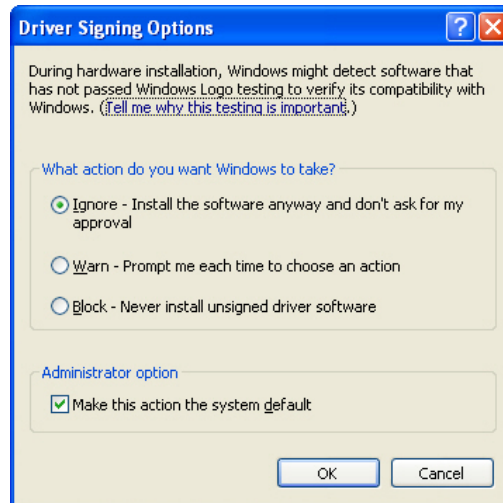 Driver Signing Options
During hardware installation, Windows might detect software that
has not passed Windows Logo testing to verify its compatibility with
Windows. (Tell me why this testing is important.)
What action do you want Windows to take?
Ignore - Install the software anyway and don't ask for my
approval
Warn - Prompt me each time to choose an action
Block - Never install unsigned driver software
Administrator option
Make this action the system default
OK Cancel